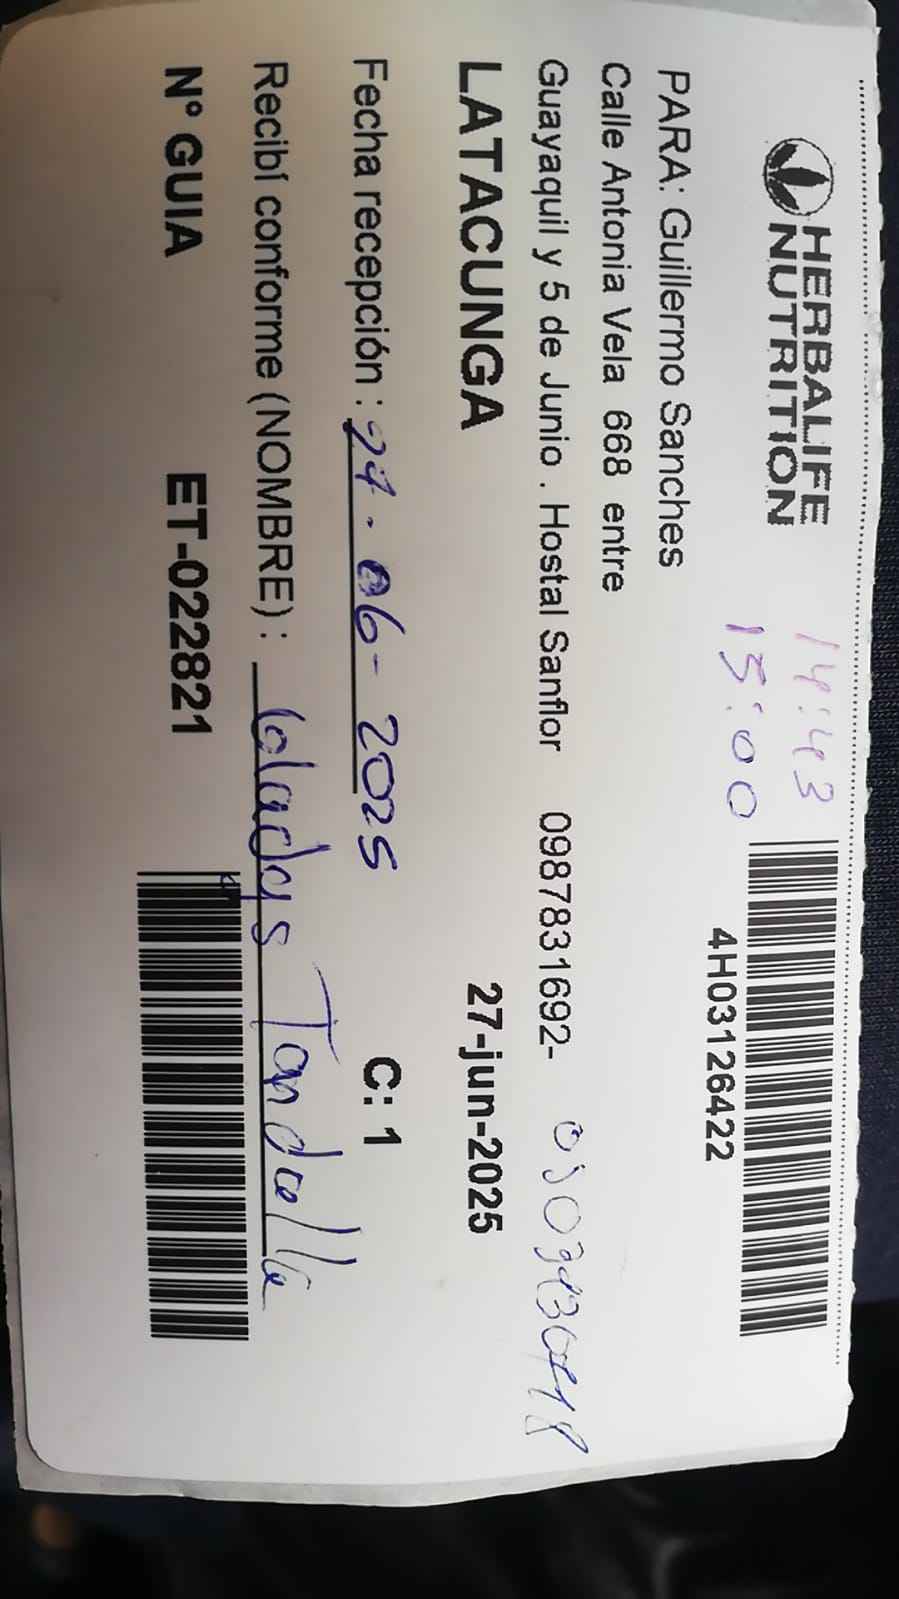 HERBALIFE
NUTRITION
14:43
15:00
4H03126422
PARA: Guillermo Sanches
Calle Antonia Vela 668 entre
Guayaquil y 5 de Junio . Hostal Sanflor 0987831692-
LATACUNGA 27-jun-2025
Fecha recepción : 27-06-2025 C: 1
Recibí conforme (NOMBRE) : Gladys Tandalla
Nº GUIA ET-022821